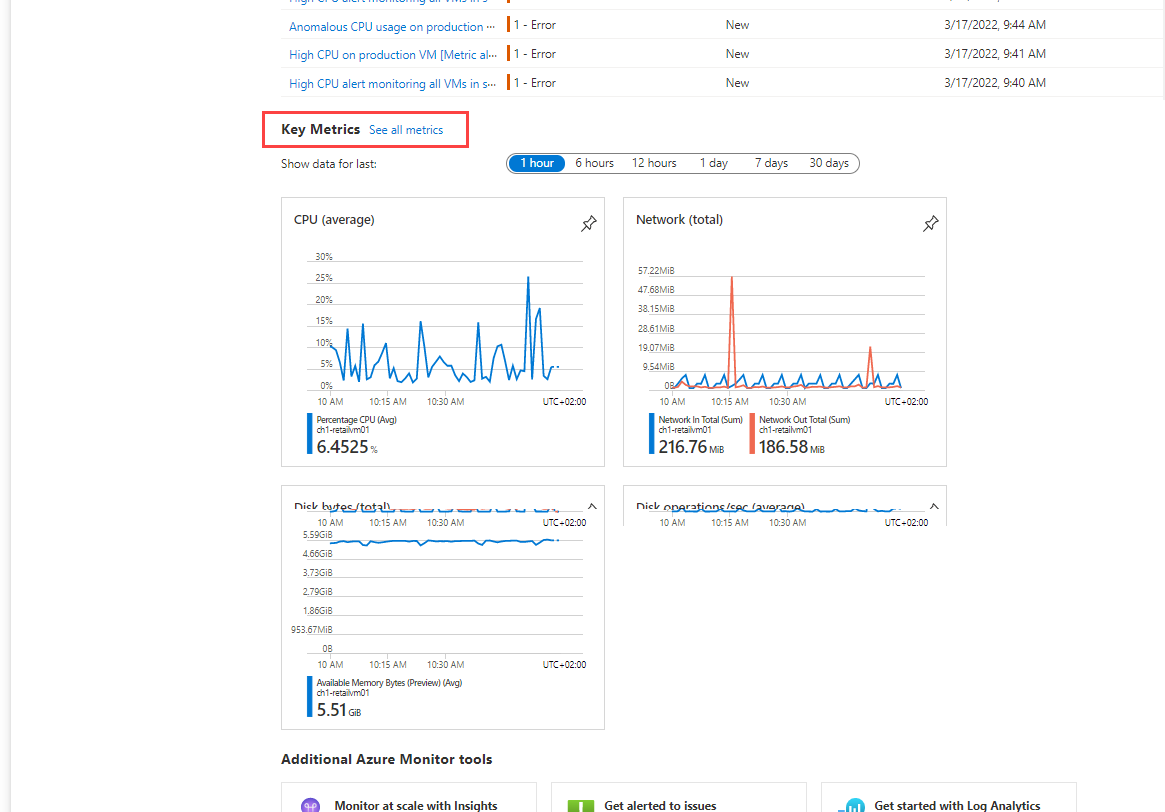 High CPU alert monitoring all VMs in s···
Anomalous CPU usage on production ··· 1 - Error New 3/17/2022, 9:44 AM
High CPU on production VM [Metric al··· 1 - Error New 3/17/2022, 9:41 AM
High CPU alert monitoring all VMs in s··· 1 - Error New 3/17/2022, 9:40 AM
Key Metrics See all metrics
Show data for last: 1 hour 6 hours 12 hours 1 day 7 days 30 days
CPU (average)
30%
25%
20%
15%
10%
5%
0%
10 AM 10:15 AM 10:30 AM UTC+02:00
Percentage CPU (Avg)
ch1-retailvm01
6.4525 %
Network (total)
57.22MiB
47.68MiB
38.15MiB
28.61MiB
19.07MiB
9.54MiB
0B
10 AM 10:15 AM 10:30 AM UTC+02:00
Network In Total (Sum) Network Out Total (Sum)
ch1-retailvm01 ch1-retailvm01
216.76 MiB 186.58 MiB
Disk bytes (total)
10 AM 10:15 AM 10:30 AM UTC+02:00
5.59GiB
4.66GiB
3.73GiB
2.79GiB
1.86GiB
953.67MiB
0B
10 AM 10:15 AM 10:30 AM UTC+02:00
Available Memory Bytes (Preview) (Avg)
ch1-retailvm01
5.51 GiB
Disk operations/sec (average)
10 AM 10:15 AM 10:30 AM UTC+02:00
Additional Azure Monitor tools
Monitor at scale with Insights Get alerted to issues Get started with Log Analytics